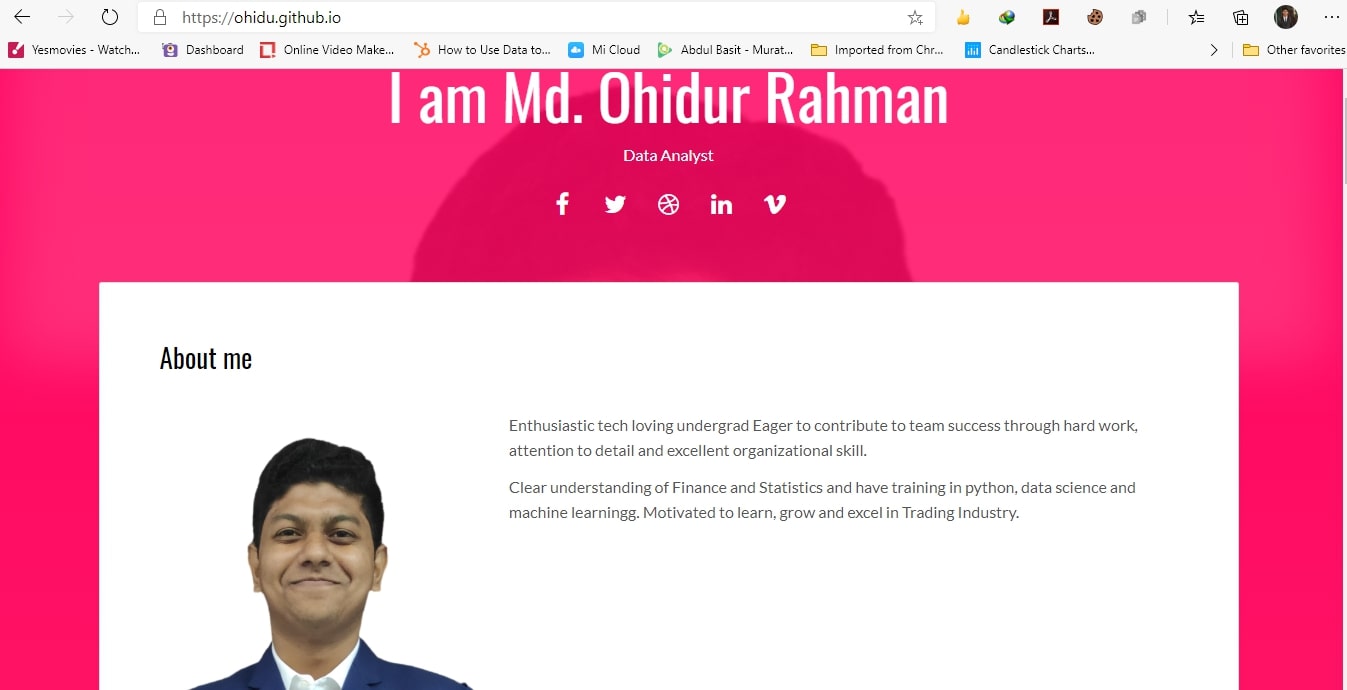 https://ohidu.github.io
Yesmovies - Watch... Dashboard Online Video Make... How to Use Data to... Mi Cloud Abdul Basit - Murat... Imported from Chr... Candlestick Charts... Other favorites
I am Md. Ohidur Rahman
Data Analyst
About me
Enthusiastic tech loving undergrad Eager to contribute to team success through hard work,
attention to detail and excellent organizational skill.
Clear understanding of Finance and Statistics and have training in python, data science and
machine learningg. Motivated to learn, grow and excel in Trading Industry.